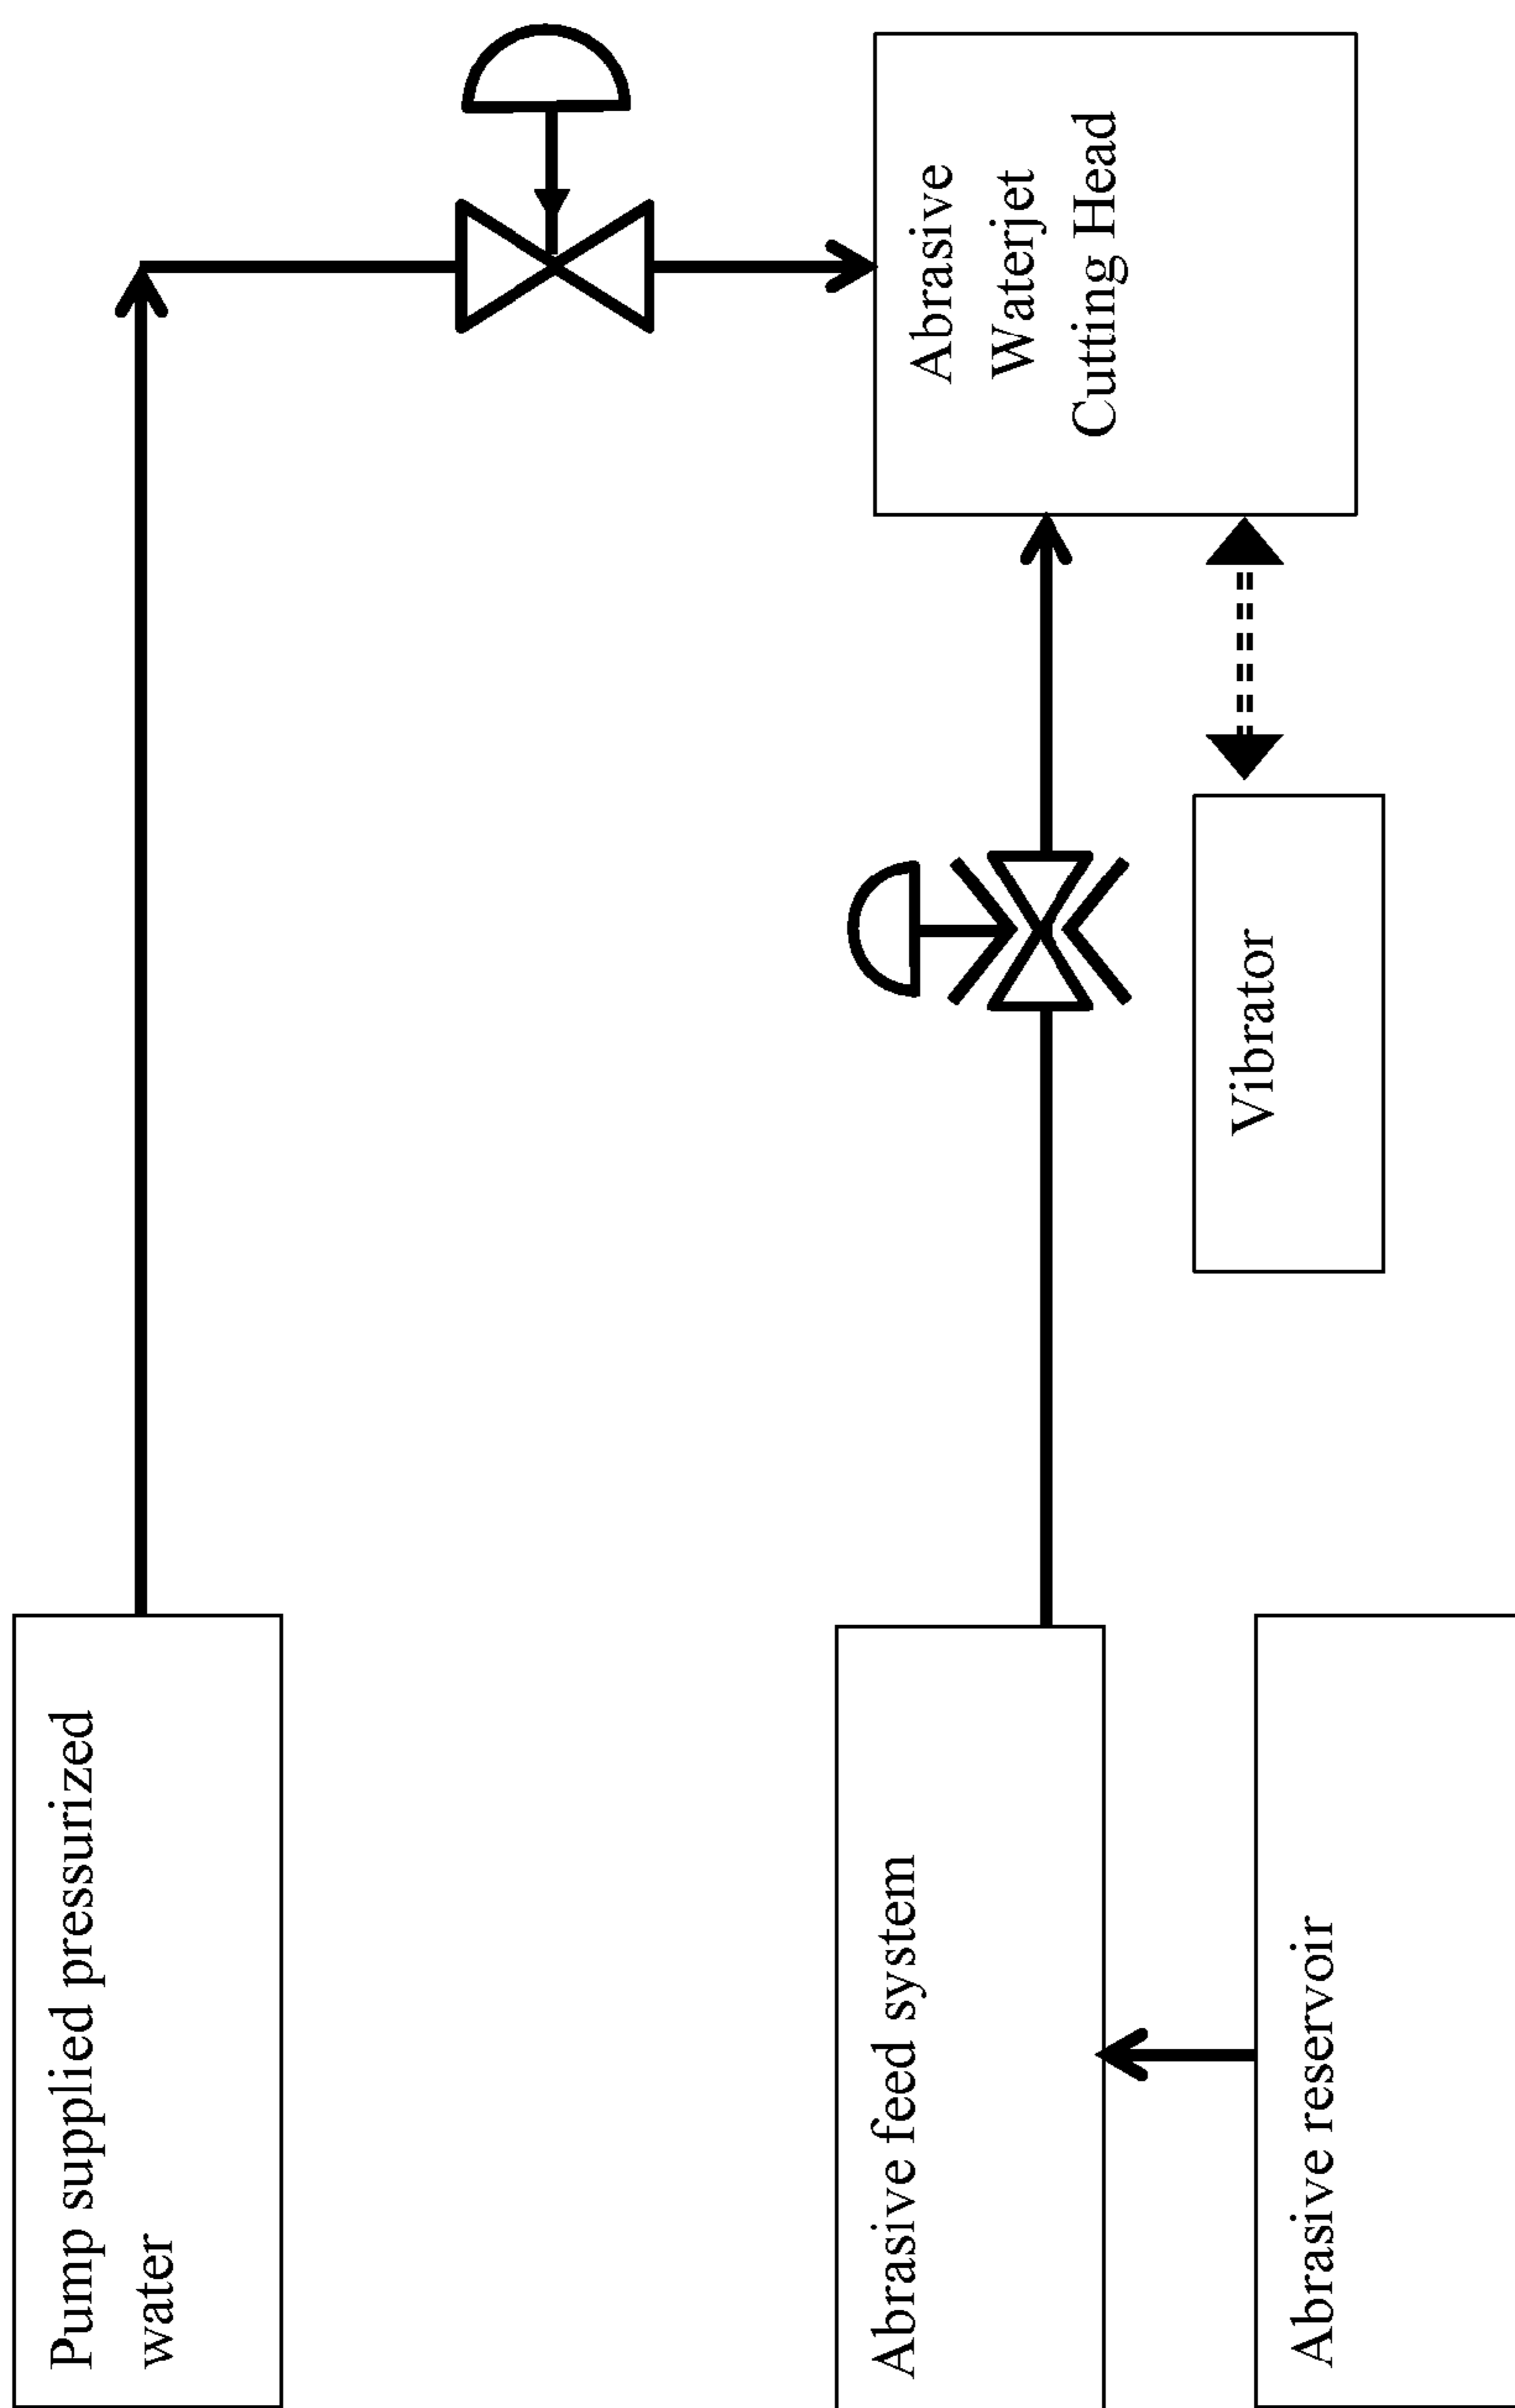 Pump supplied pressurized
water
Abrasive
Waterjet
Cutting Head
Abrasive feed system
Vibrator
Abrasive reservoir